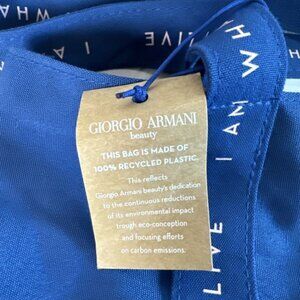 I AM WHA
LIVE
WHA
GIORGIO ARMANI
beauty
THIS BAG IS MADE OF
100% RECYCLED PLASTIC.
This reflects
Giorgio Armani beauty's dedication
to the continuous reductions
of its environmental impact
trough eco-conception
and focusing efforts
on carbon emissions.
LIVE I AM WH